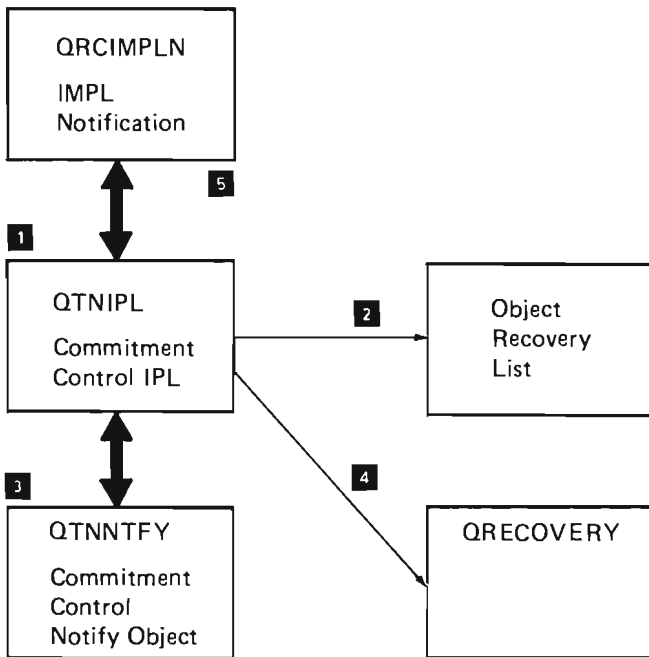 QRCIMPLN
IMPL
Notification
5
1
QTNIPL
Commitment
Control IPL
2
Object
Recovery
List
3
4
QTNNTFY
Commitment
Control
Notify Object
QRECOVERY